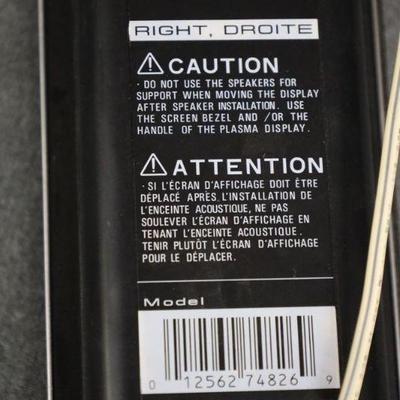 RIGHT, DROITE
⚠ CAUTION
· DO NOT USE THE SPEAKERS FOR
SUPPORT WHEN MOVING THE DISPLAY
AFTER SPEAKER INSTALLATION. USE
THE SCREEN BEZEL AND /OR THE
HANDLE OF THE PLASMA DISPLAY.
⚠ ATTENTION
· SI L'ÉCRAN D'AFFICHAGE DOIT ÊTRE
DÉPLACÉ APRÈS L'INSTALLATION DE
L'ENCEINTE ACOUSTIQUE, NE PAS
SOULEVER L'ÉCRAN D'AFFICHAGE EN
TENANT L'ENCEINTE ACOUSTIQUE.
TENIR PLUTÔT L'ÉCRAN D'AFFICHAGE
POUR LE DÉPLACER.
Model
0 12562 74826 9